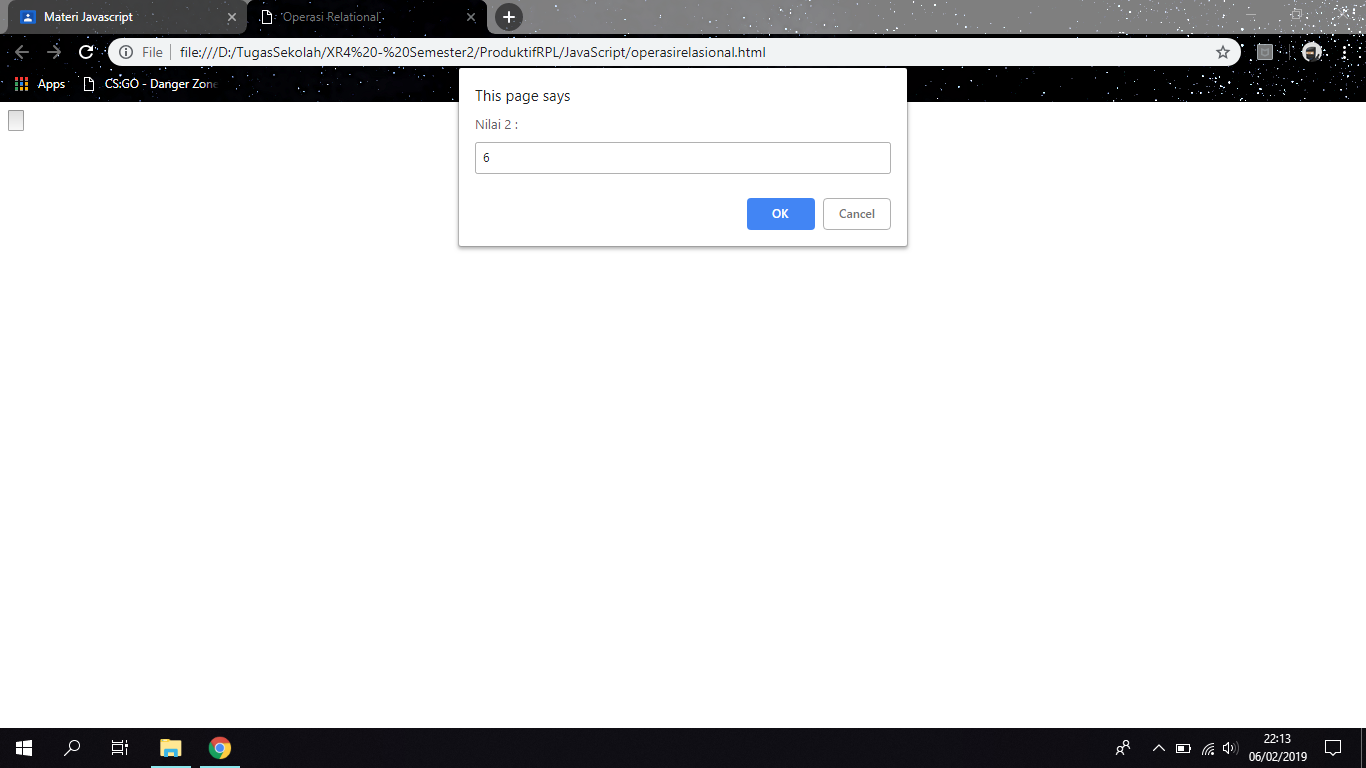 Materi Javascript
Operasi Relational
File
file:///D:/TugasSekolah/XR4%20-%20Semester2/ProduktifRPL/JavaScript/operasirelasional.html
Apps
CS:GO - Danger Zone
This page says
Nilai 2 :
6
OK
Cancel
22:13
06/02/2019